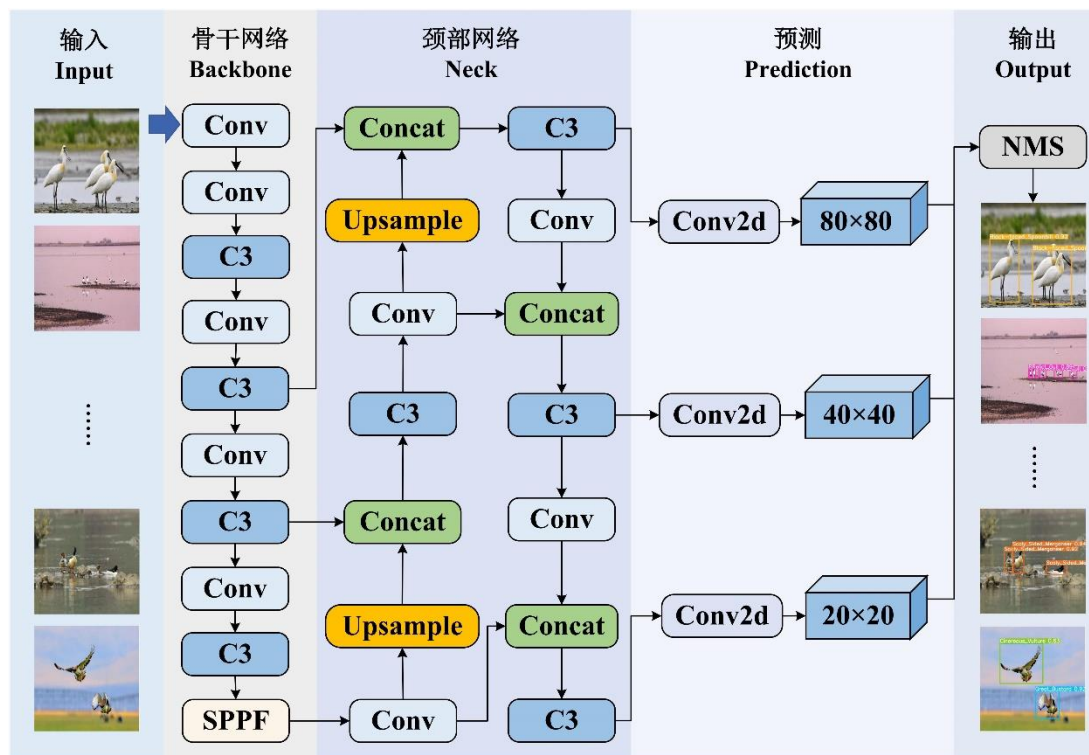 输入
Input
骨干网络
Backbone
颈部网络
Neck
预测
Prediction
输出
Output
Conv
Conv
C3
Conv
C3
Conv
C3
Conv
C3
SPPF
Concat
Upsample
Conv
C3
Concat
Upsample
Conv
C3
Conv
Concat
C3
Conv
Concat
C3
Conv2d
80×80
Conv2d
40×40
Conv2d
20×20
NMS